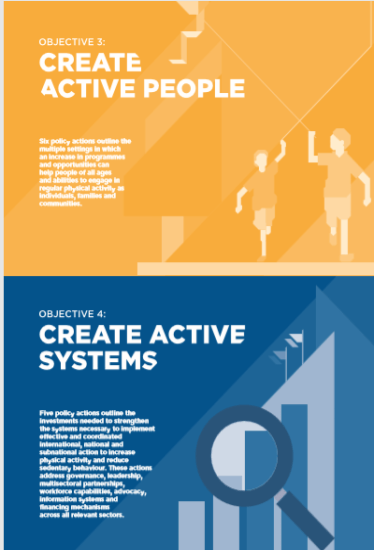 OBJECTIVE 3:
CREATE
ACTIVE PEOPLE
Six policy actions outline the
multiple settings in which
an increase in programmes
and opportunities can
help people of all ages
and abilities to engage in
regular physical activity as
individuals, families and
communities.
OBJECTIVE 4:
CREATE ACTIVE
SYSTEMS
Five policy actions outline the
investments needed to strengthen
the systems necessary to implement
effective and coordinated
international, national and
subnational action to increase
physical activity and reduce
sedentary behaviour. These actions
address governance, leadership,
multisectoral partnerships,
workforce capabilities, advocacy,
information systems and
financing mechanisms
across all relevant sectors.